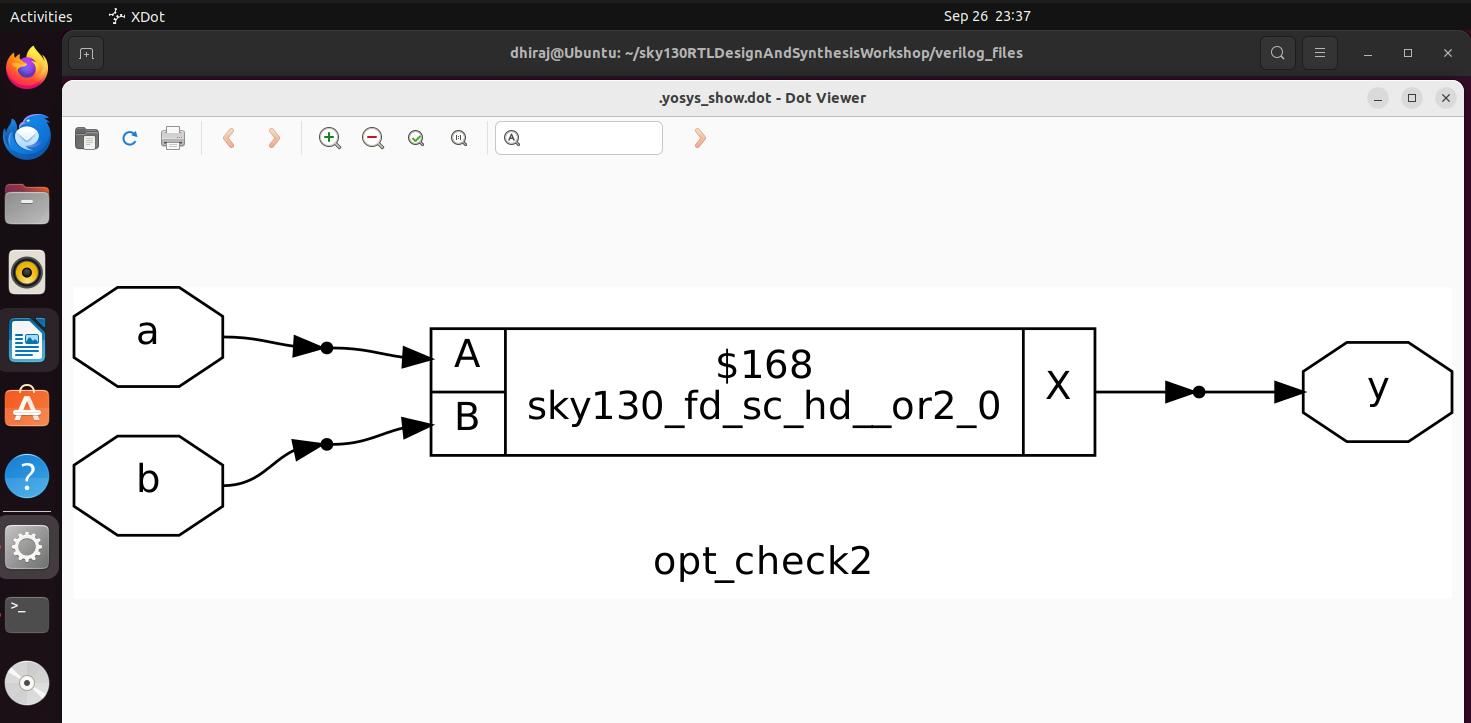 Activities
XDot
Sep 26 23:37
dhiraj@Ubuntu: ~/sky130RTLDesignAndSynthesisWorkshop/verilog_files
.yosys_show.dot - Dot Viewer
a
A
$168
sky130_fd_sc_hd__or2_0
X
y
B
b
opt_check2